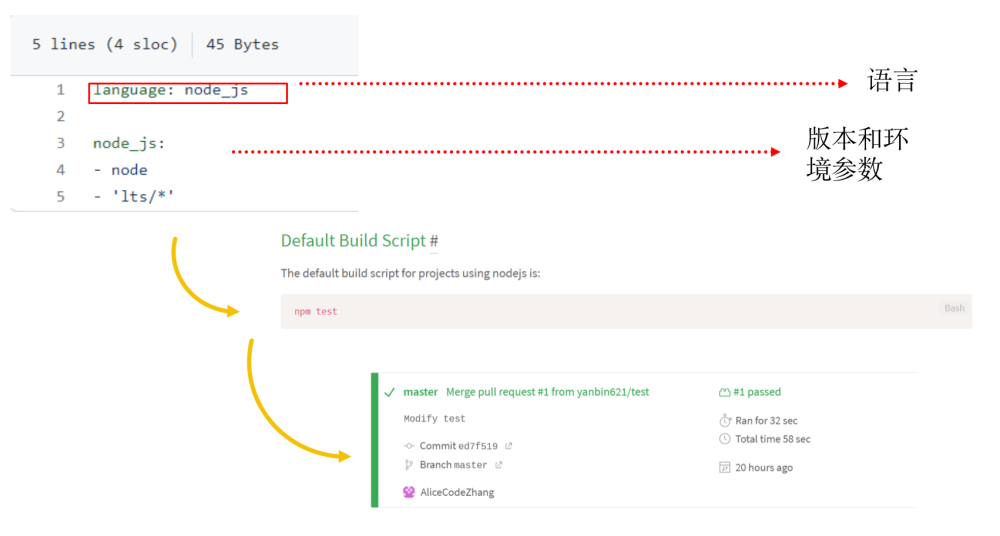 5 lines (4 sloc) 45 Bytes
1 language: node_js
语言
2
3 node_js:
版本和环
境参数
4 - node
5 - 'lts/*'
Default Build Script #
The default build script for projects using nodejs is:
npm test
Bash
master Merge pull request #1 from yanbin621/test
#1 passed
Modify test
Ran for 32 sec
Commit ed7f519
Total time 58 sec
Branch master
20 hours ago
AliceCodeZhang